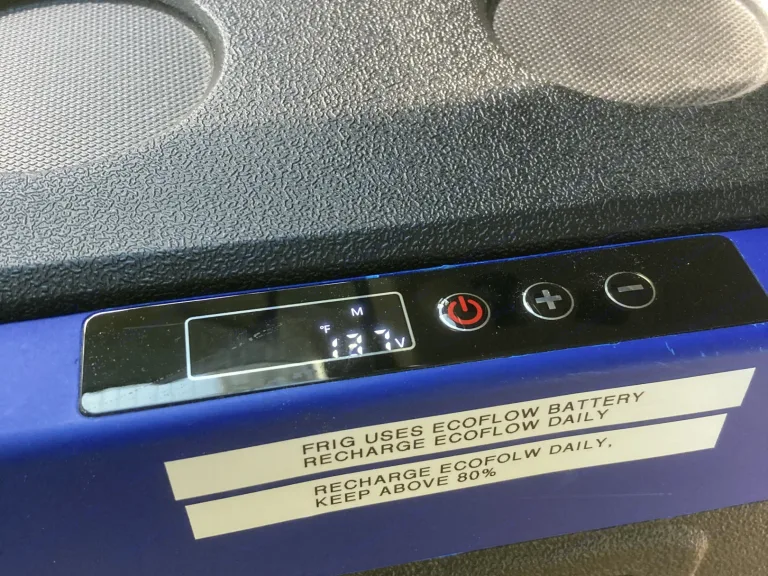 M
°F
V
FRIG USES ECOFLOW BATTERY
RECHARGE ECOFLOW DAILY
RECHARGE ECOFOLW DAILY,
KEEP ABOVE 80%